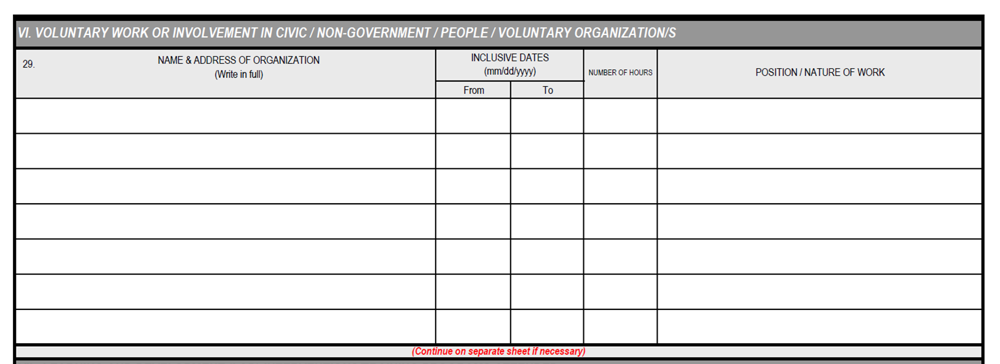 VI. VOLUNTARY WORK OR INVOLVEMENT IN CIVIC / NON-GOVERNMENT / PEOPLE / VOLUNTARY ORGANIZATION/S
29.
NAME & ADDRESS OF ORGANIZATION
(Write in full)
INCLUSIVE DATES
(mm/dd/yyyy)
From
To
NUMBER OF HOURS
POSITION / NATURE OF WORK
(Continue on separate sheet if necessary)